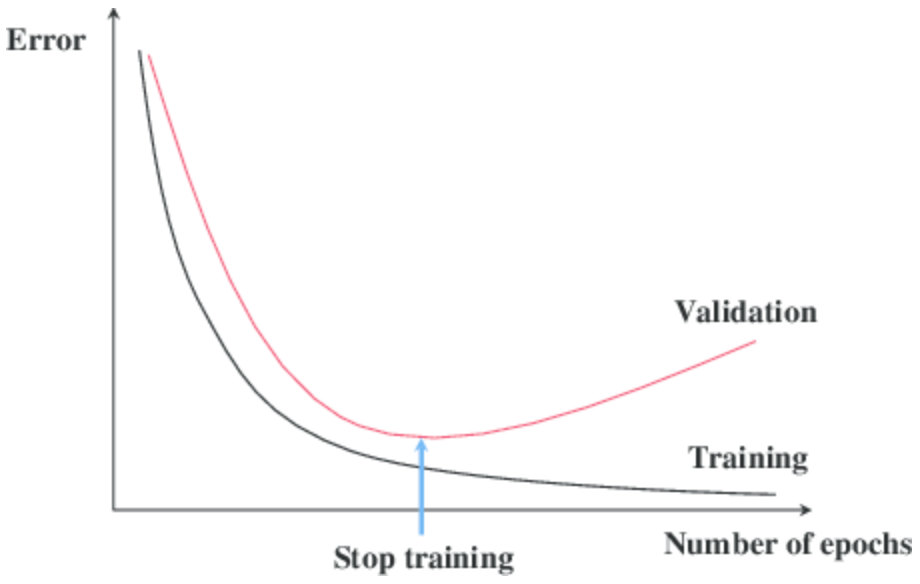 Error
Validation
Training
Number of epochs
Stop training